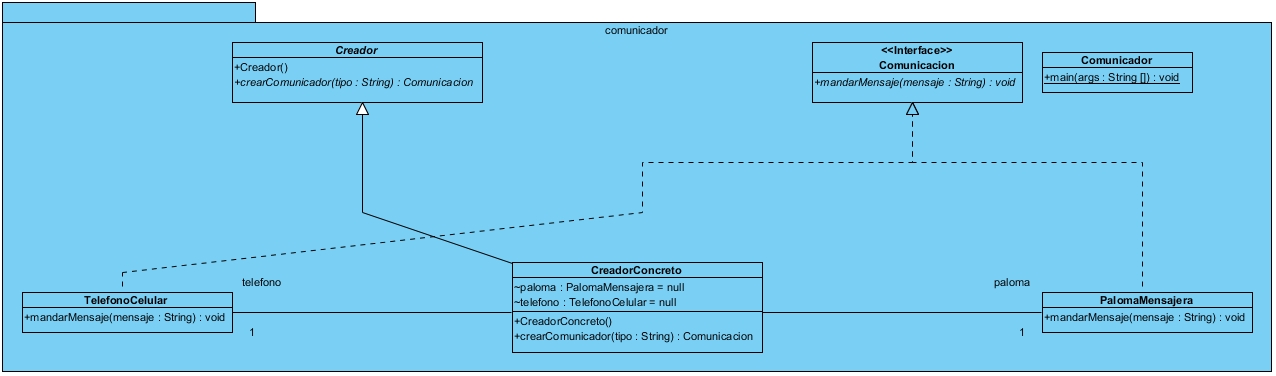 comunicador
Creador
+Creador()
+crearComunicador(tipo : String) : Comunicacion
<<Interface>>
Comunicacion
+mandarMensaje(mensaje : String) : void
Comunicador
+main(args : String []) : void
telefono
TelefonoCelular
+mandarMensaje(mensaje : String) : void
1
CreadorConcreto
~paloma : PalomaMensajera = null
~telefono : TelefonoCelular = null
+CreadorConcreto()
+crearComunicador(tipo : String) : Comunicacion
paloma
1
PalomaMensajera
+mandarMensaje(mensaje : String) : void